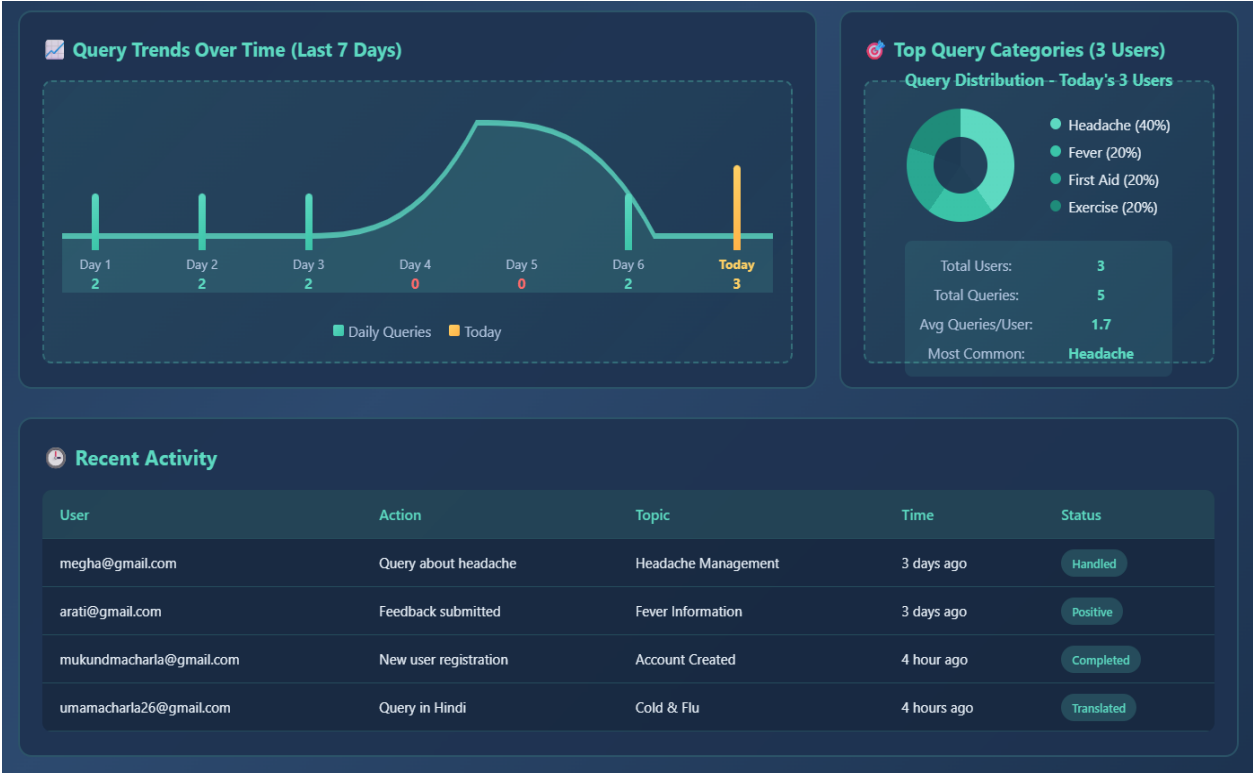 📈 Query Trends Over Time (Last 7 Days)
Day 1 Day 2 Day 3 Day 4 Day 5 Day 6 Today
2 2 2 0 0 2 3
Daily Queries Today
🎯 Top Query Categories (3 Users)
Query Distribution - Today's 3 Users
Headache (40%)
Fever (20%)
First Aid (20%)
Exercise (20%)
Total Users: 3
Total Queries: 5
Avg Queries/User: 1.7
Most Common: Headache
🕒 Recent Activity
User Action Topic Time Status
megha@gmail.com Query about headache Headache Management 3 days ago Handled
arati@gmail.com Feedback submitted Fever Information 3 days ago Positive
mukundmacharla@gmail.com New user registration Account Created 4 hour ago Completed
umamacharla26@gmail.com Query in Hindi Cold & Flu 4 hours ago Translated